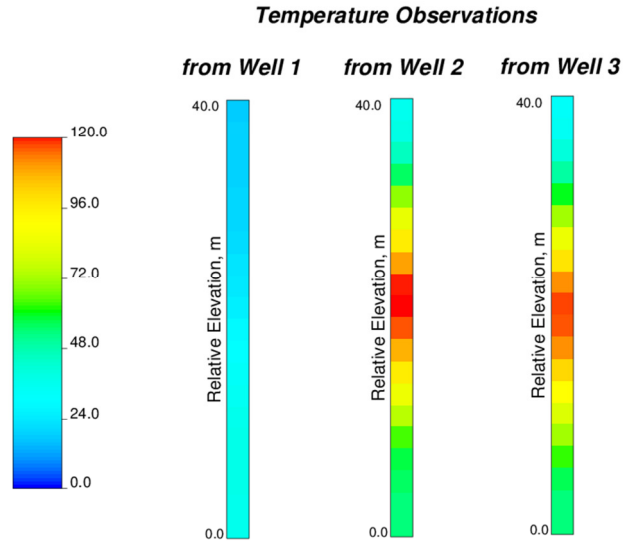 Temperature Observations
from Well 1
from Well 2
from Well 3
120.0
96.0
72.0
48.0
24.0
0.0
40.0
Relative Elevation, m
0.0
40.0
Relative Elevation, m
0.0
40.0
Relative Elevation, m
0.0